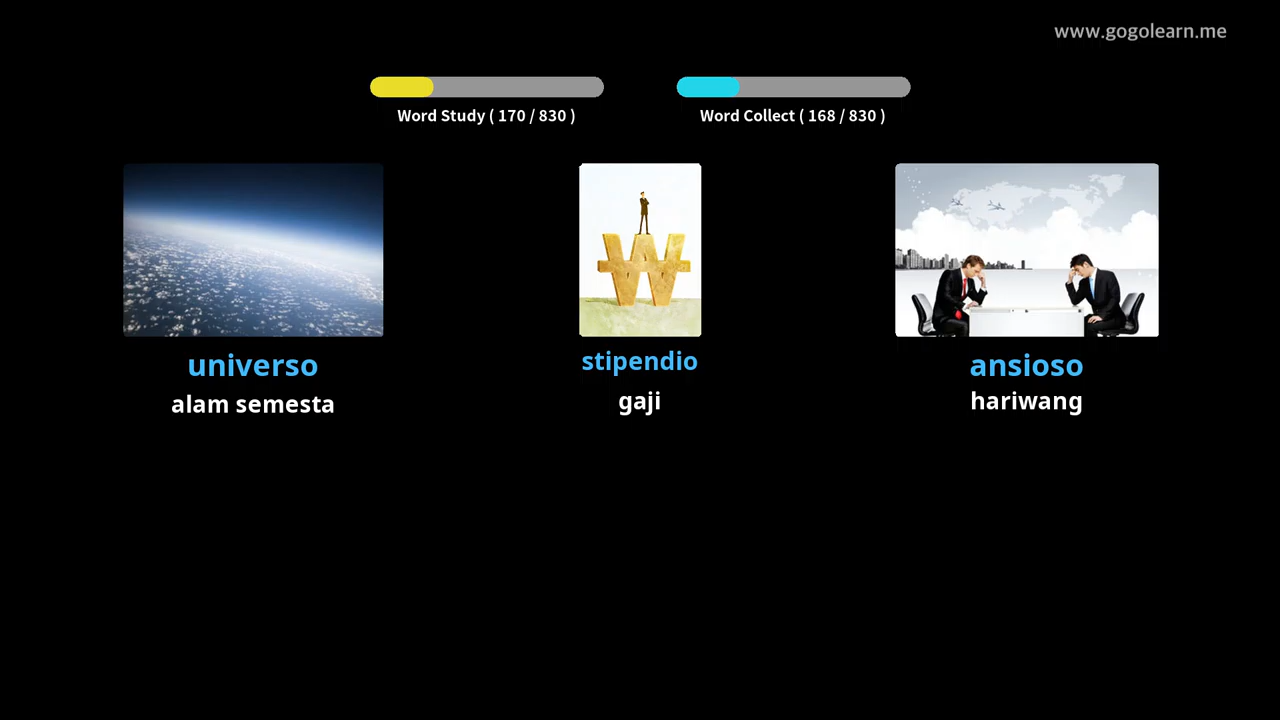 www.gogolearn.me
Word Study ( 170 / 830 )
Word Collect ( 168 / 830 )
universo
alam semesta
stipendio
gaji
ansioso
hariwang